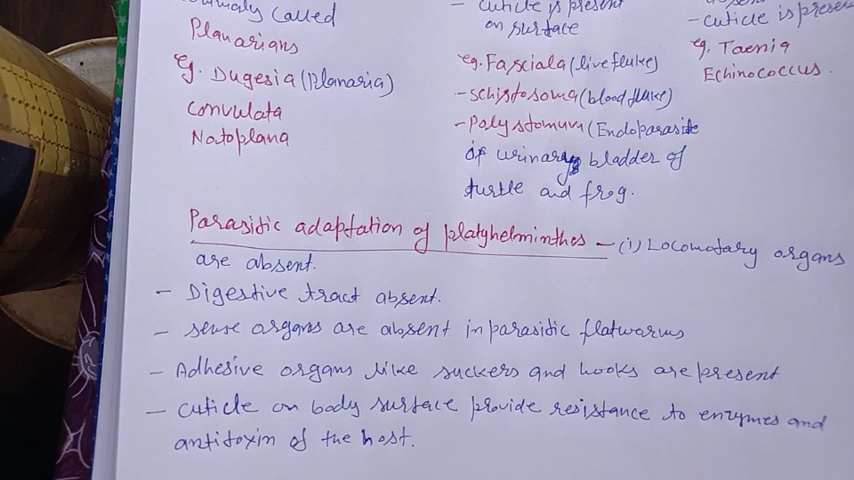 called
Planarians
eg. Dugesia (Planaria)
Convulata
Notoplana
- cuticle is present
on surface
eg. Fasciala (live fluke)
- Schistosoma (blood fluke)
- Polystomum (Endoparasite
of urinary bladder of
turtle and frog.
- cuticle is present
eg. Taenia
Echinococcus.
Parasitic adaptation of platyhelminthes - (i) Locomotary organs
are absent.
- Digestive tract absent.
- sense organs are absent in parasitic flatworms
- Adhesive organs like suckers and hooks are present
- cuticle on body surface provide resistance to enzymes and
antitoxin of the host.